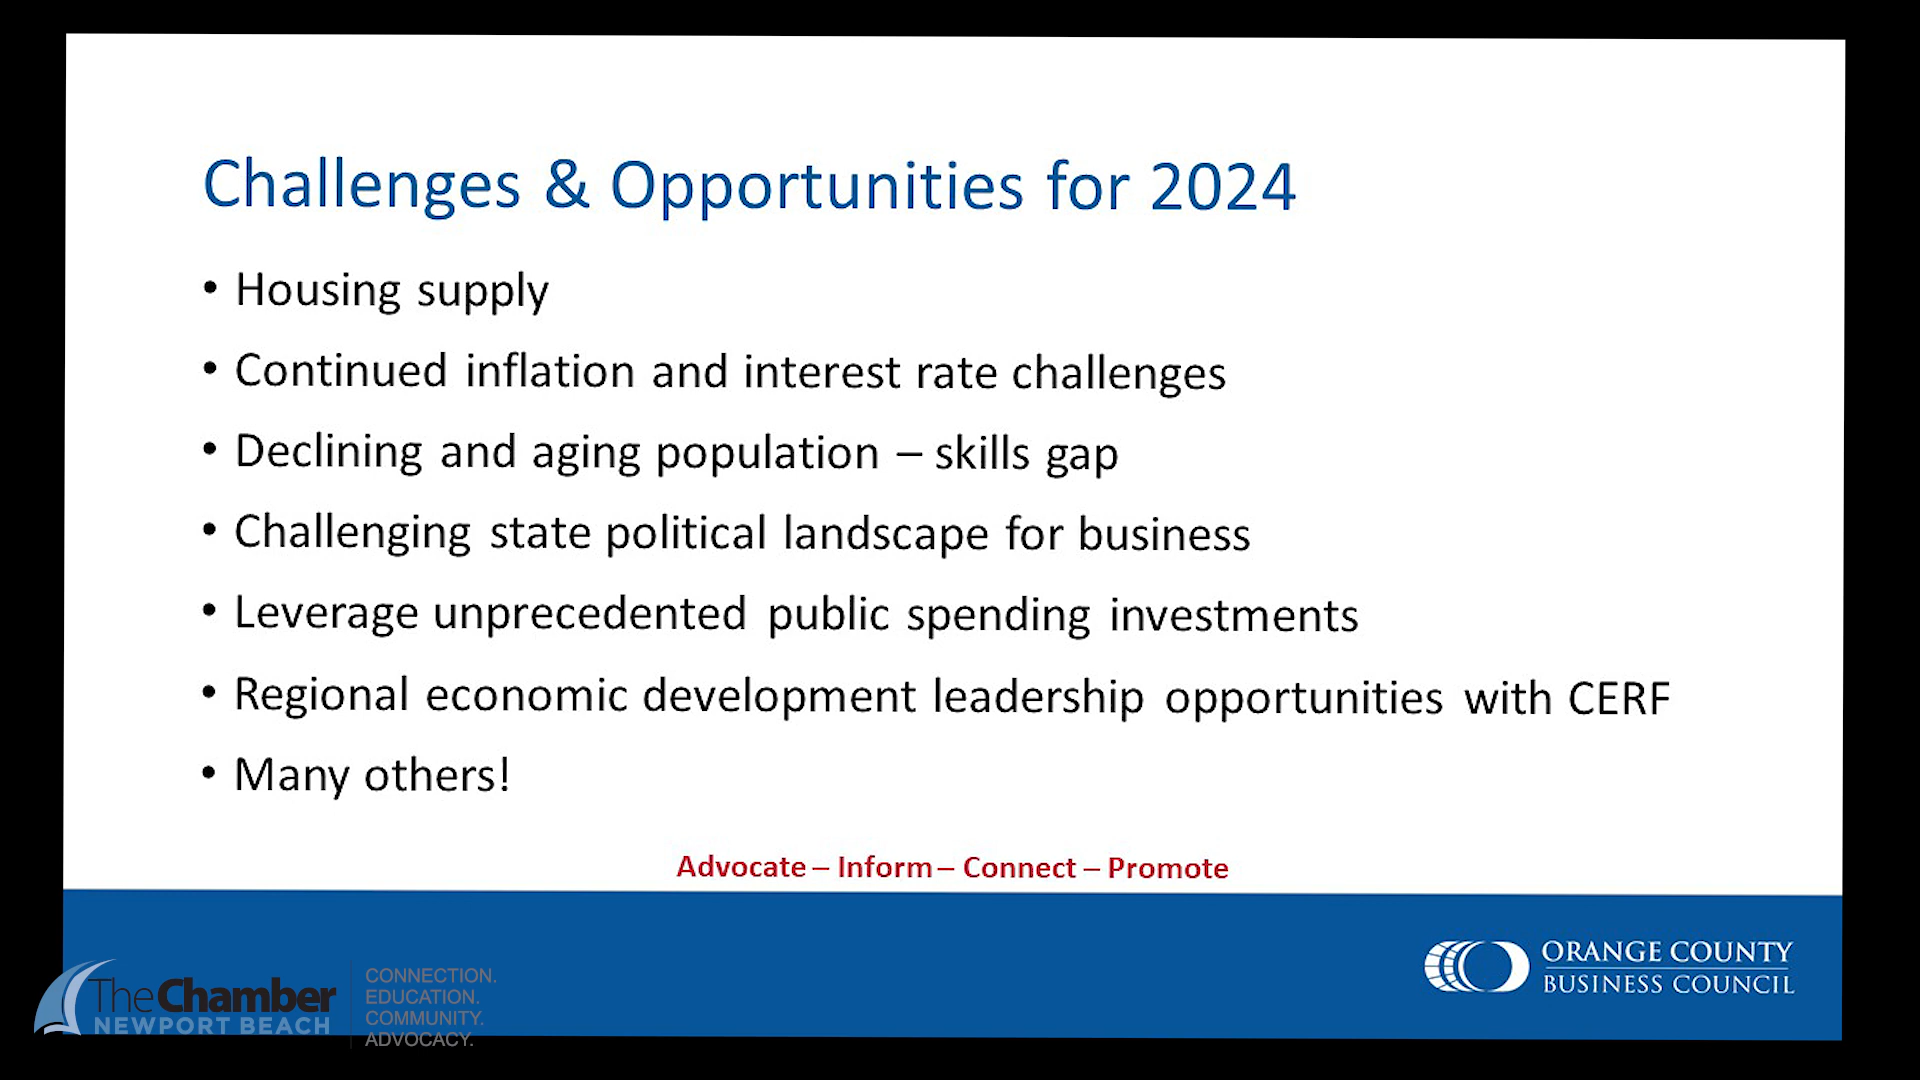 Challenges & Opportunities for 2024
• Housing supply
• Continued inflation and interest rate challenges
• Declining and aging population – skills gap
• Challenging state political landscape for business
• Leverage unprecedented public spending investments
• Regional economic development leadership opportunities with CERF
• Many others!
Advocate – Inform – Connect – Promote
ORANGE COUNTY
BUSINESS COUNCIL
TheChamber
NEWPORT BEACH
CONNECTION.
EDUCATION.
COMMUNITY.
ADVOCACY.